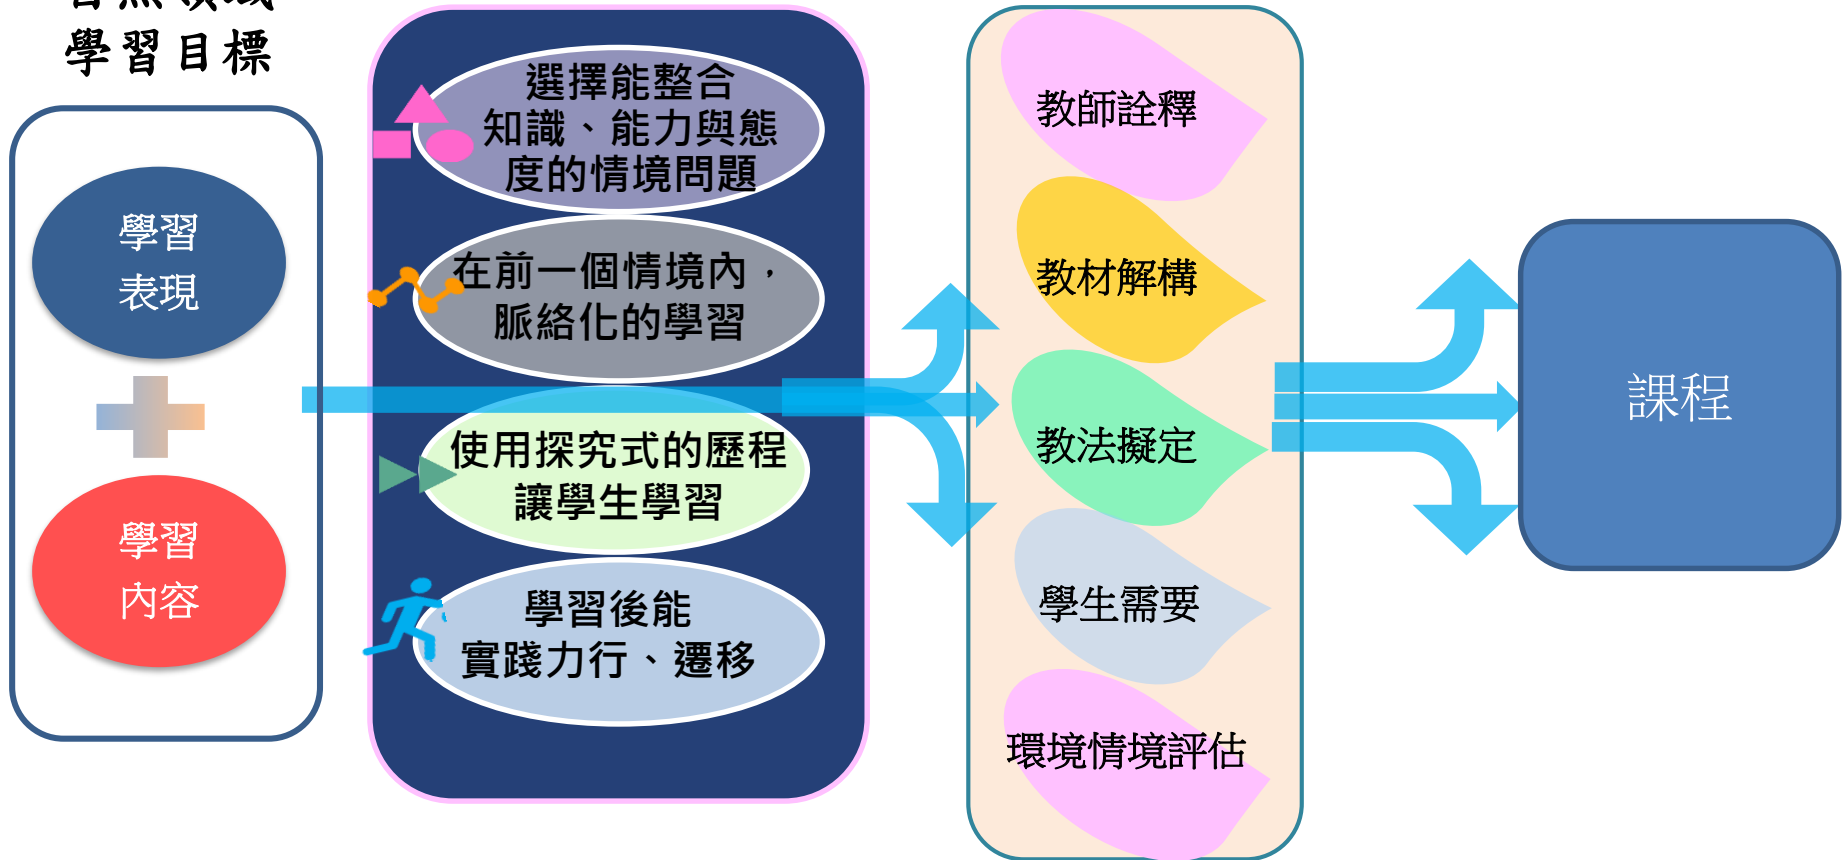 學習目標
學習
表現
學習
內容
選擇能整合
知識、能力與態
度的情境問題
在前一個情境內，
脈絡化的學習
使用探究式的歷程
讓學生學習
學習後能
實踐力行、遷移
教師詮釋
教材解構
教法擬定
學生需要
環境情境評估
課程